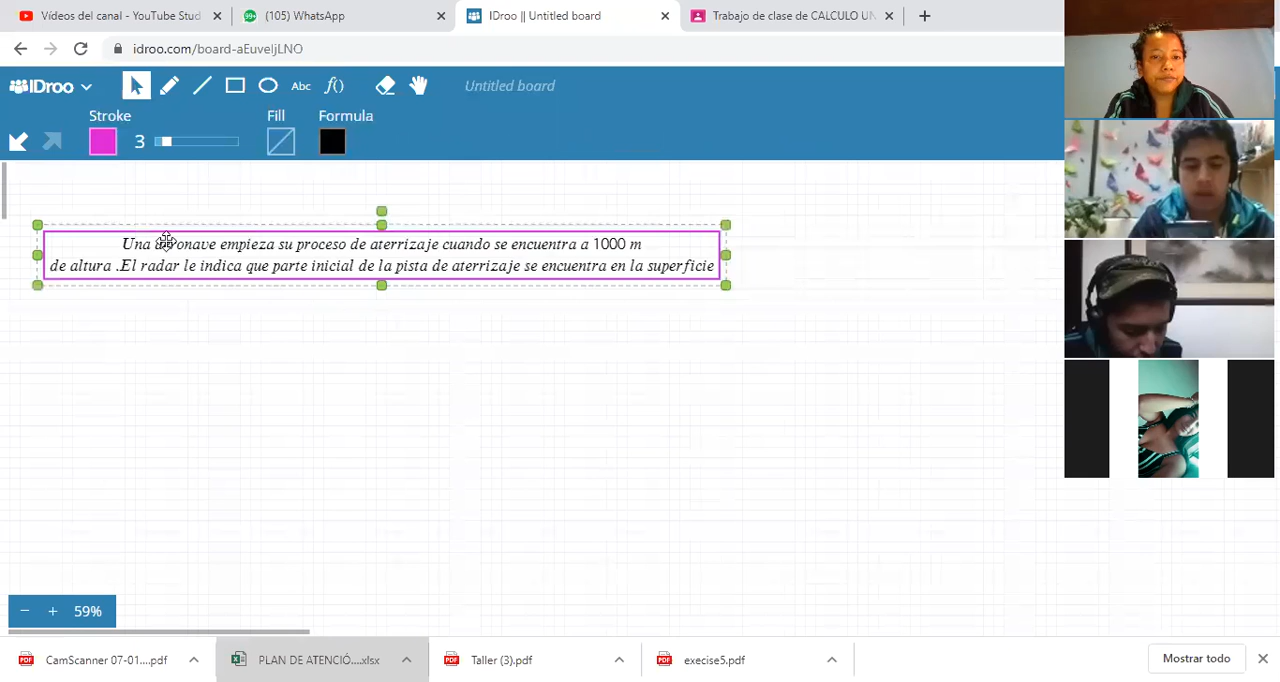 Vídeos del canal - YouTube Stud
(105) WhatsApp
IDroo || Untitled board
Trabajo de clase de CALCULO UN
idroo.com/board-aEuveljLNO
IDroo
Abc
f()
Untitled board
Stroke
Fill
Formula
3
Una aeronave empieza su proceso de aterrizaje cuando se encuentra a 1000 m
de altura .El radar le indica que parte inicial de la pista de aterrizaje se encuentra en la superficie
59%
CamScanner 07-01....pdf
PLAN DE ATENCIÓ....xlsx
Taller (3).pdf
execise5.pdf
Mostrar todo